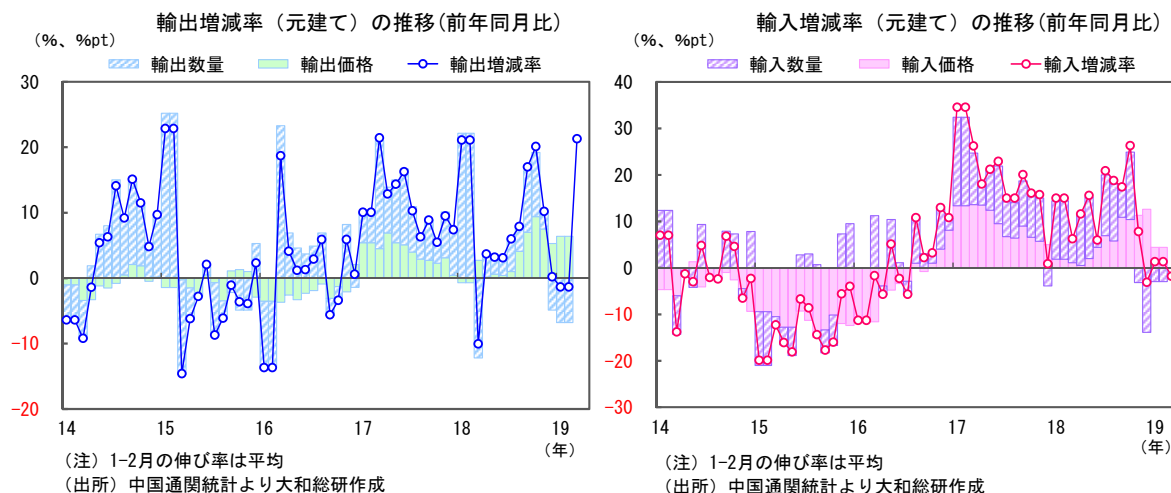 輸出増減率（元建て）の推移(前年同月比)
（%、%pt）
輸出数量 輸出価格 輸出増減率
30
20
10
0
-10
-20
14 15 16 17 18 19
（年）
（注）1-2月の伸び率は平均
（出所）中国通関統計より大和総研作成
輸入増減率（元建て）の推移(前年同月比)
（%、%pt）
輸入数量 輸入価格 輸入増減率
40
30
20
10
0
-10
-20
-30
14 15 16 17 18 19
（年）
（注）1-2月の伸び率は平均
（出所）中国通関統計より大和総研作成